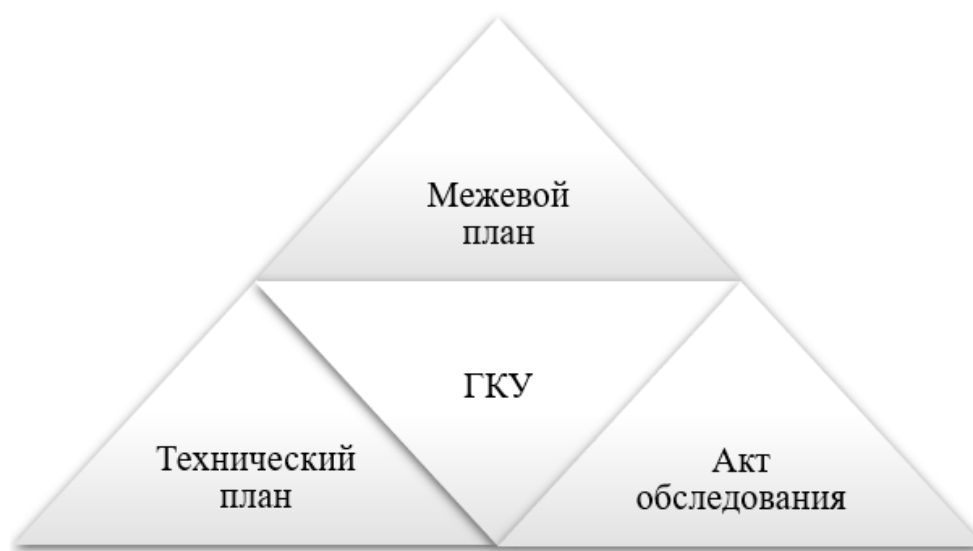 Межевой
план
ГКУ
Технический
план
Акт
обследования